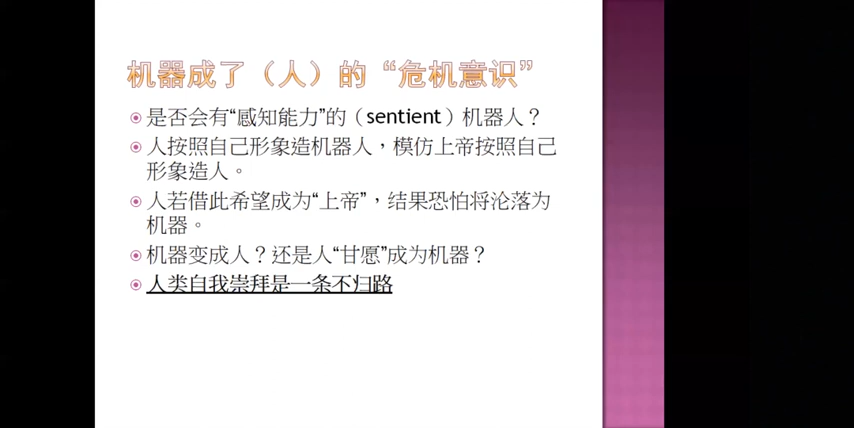 机器成了（人）的“危机意识”
是否会有“感知能力”的（sentient）机器人？
人按照自己形象造机器人，模仿上帝按照自己
形象造人。
人若借此希望成为“上帝”，结果恐怕将沦落为
机器。
机器变成人？还是人“甘愿”成为机器？
人类自我崇拜是一条不归路